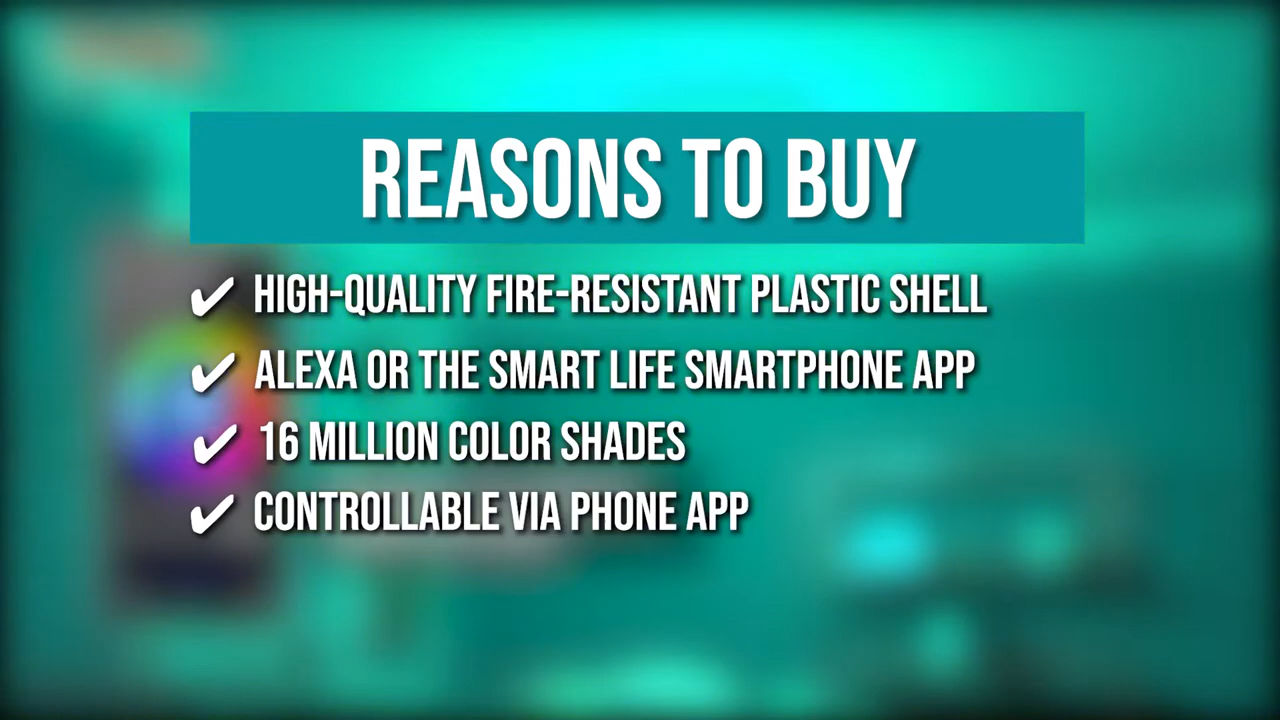 REASONS TO BUY
✔ HIGH-QUALITY FIRE-RESISTANT PLASTIC SHELL
✔ ALEXA OR THE SMART LIFE SMARTPHONE APP
✔ 16 MILLION COLOR SHADES
✔ CONTROLLABLE VIA PHONE APP